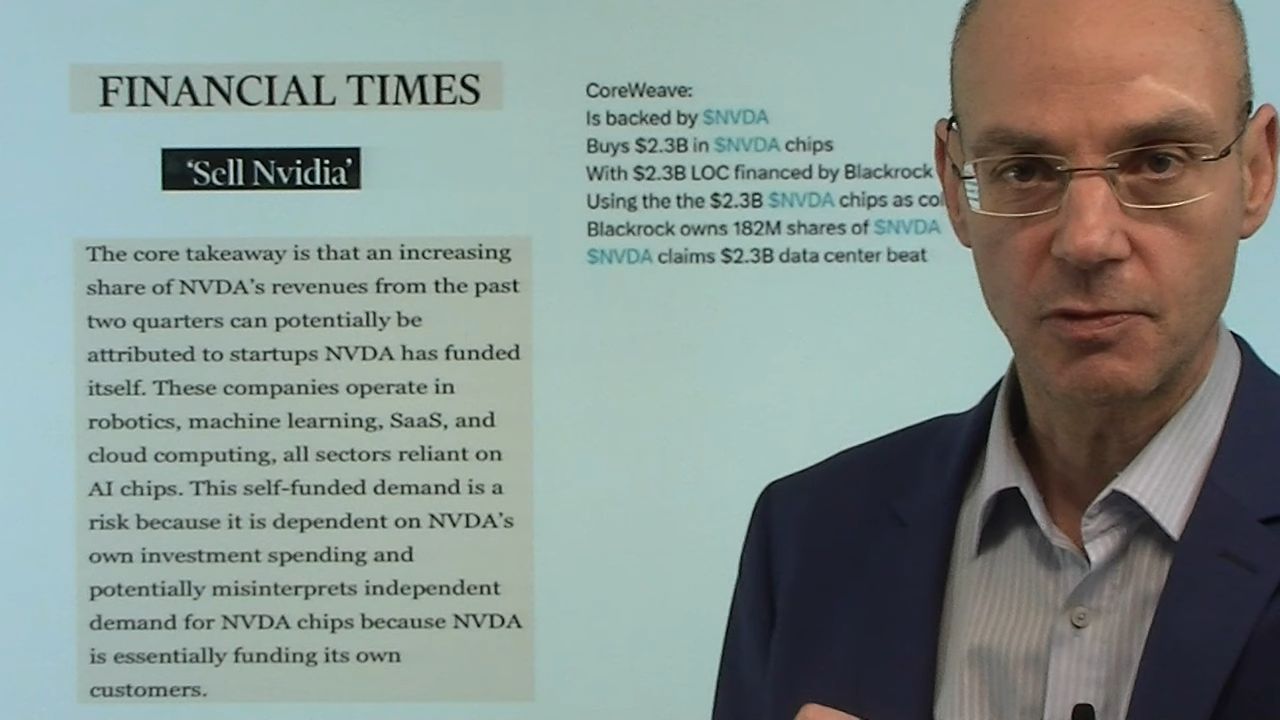 FINANCIAL TIMES
'Sell Nvidia'
The core takeaway is that an increasing
share of NVDA's revenues from the past
two quarters can potentially be
attributed to startups NVDA has funded
itself. These companies operate in
robotics, machine learning, SaaS, and
cloud computing, all sectors reliant on
AI chips. This self-funded demand is a
risk because it is dependent on NVDA's
own investment spending and
potentially misinterprets independent
demand for NVDA chips because NVDA
is essentially funding its own
customers.
CoreWeave:
Is backed by $NVDA
Buys $2.3B in $NVDA chips
With $2.3B LOC financed by Blackrock
Using the the $2.3B $NVDA chips as
Blackrock owns 182M shares of $NVDA
$NVDA claims $2.3B data center beat